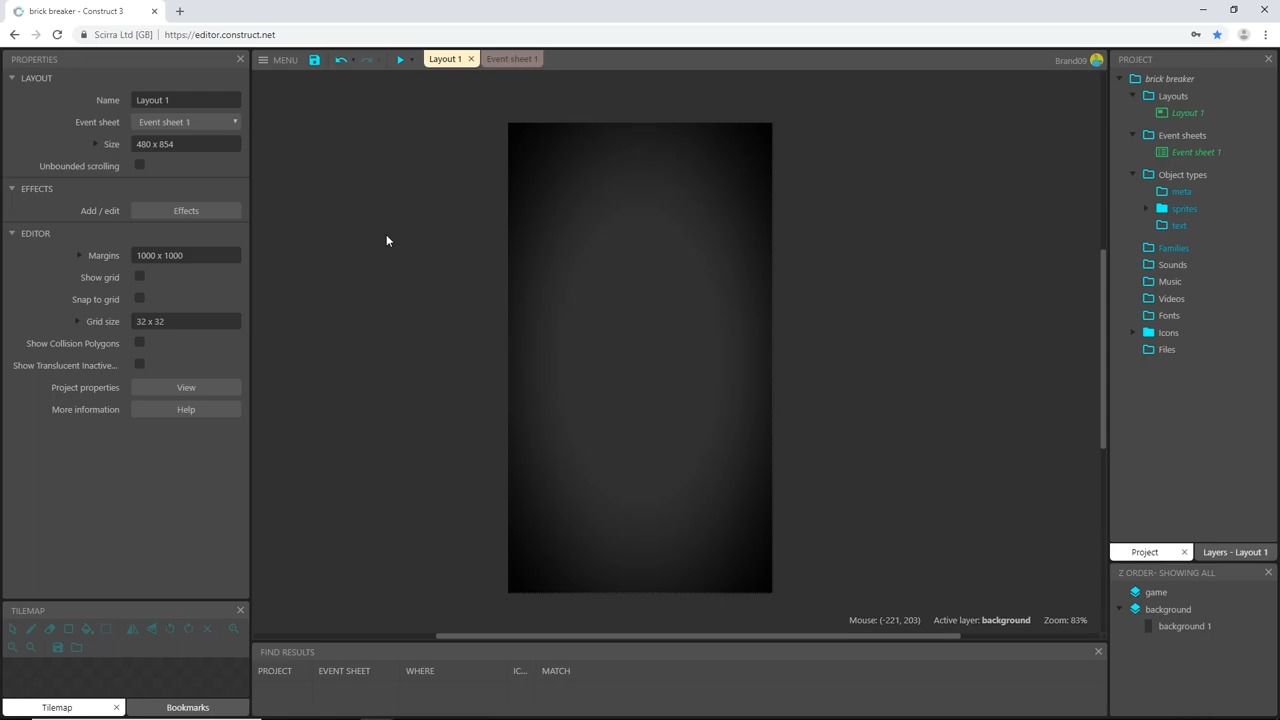 brick breaker - Construct 3
Scirra Ltd [GB] https://editor.construct.net
PROPERTIES
LAYOUT
Name Layout 1
Event sheet Event sheet 1
Size 480 x 854
Unbounded scrolling
EFFECTS
Add / edit Effects
EDITOR
Margins 1000 x 1000
Show grid
Snap to grid
Grid size 32 x 32
Show Collision Polygons
Show Translucent Inactive...
Project properties View
More information Help
TILEMAP
Tilemap Bookmarks
MENU Layout 1 Event sheet 1 Brand09
Mouse: (-221, 203) Active layer: background Zoom: 83%
FIND RESULTS
PROJECT EVENT SHEET WHERE IC... MATCH
PROJECT
brick breaker
Layouts
Layout 1
Event sheets
Event sheet 1
Object types
meta
sprites
text
Families
Sounds
Music
Videos
Fonts
Icons
Files
Project Layers - Layout 1
Z ORDER- SHOWING ALL
game
background
background 1